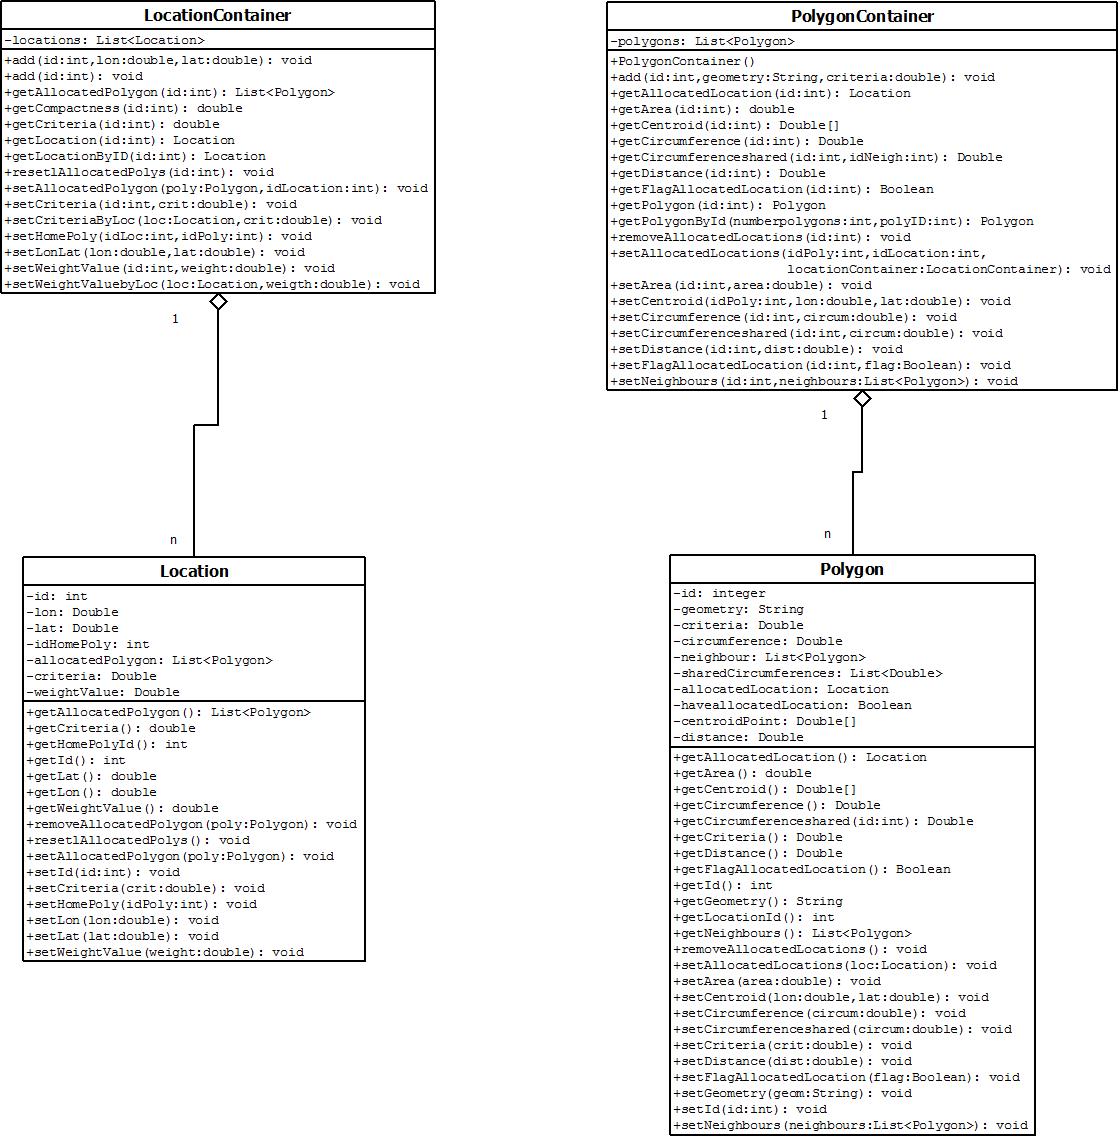 LocationContainer
-locations: List<Location>
+add(id:int,lon:double,lat:double): void
+add(id:int): void
+getAllocatedPolygon(id:int): List<Polygon>
+getCompactness(id:int): double
+getCriteria(id:int): double
+getLocation(id:int): Location
+getLocationByID(id:int): Location
+resetlAllocatedPolys(id:int): void
+setAllocatedPolygon(poly:Polygon,idLocation:int): void
+setCriteria(id:int,crit:double): void
+setCriteriaByLoc(loc:Location,crit:double): void
+setHomePoly(idLoc:int,idPoly:int): void
+setLonLat(lon:double,lat:double): void
+setWeightValue(id:int,weight:double): void
+setWeightValuebyLoc(loc:Location,weigth:double): void
1
n
Location
-id: int
-lon: Double
-lat: Double
-idHomePoly: int
-allocatedPolygon: List<Polygon>
-criteria: Double
-weightValue: Double
+getAllocatedPolygon(): List<Polygon>
+getCriteria(): double
+getHomePolyId(): int
+getId(): int
+getLat(): double
+getLon(): double
+getWeightValue(): double
+removeAllocatedPolygon(poly:Polygon): void
+resetlAllocatedPolys(): void
+setAllocatedPolygon(poly:Polygon): void
+setId(id:int): void
+setCriteria(crit:double): void
+setHomePoly(idPoly:int): void
+setLon(lon:double): void
+setLat(lat:double): void
+setWeightValue(weight:double): void
PolygonContainer
-polygons: List<Polygon>
+PolygonContainer()
+add(id:int,geometry:String,criteria:double): void
+getAllocatedLocation(id:int): Location
+getArea(id:int): double
+getCentroid(id:int): Double[]
+getCircumference(id:int): Double
+getCircumferenceshared(id:int,idNeigh:int): Double
+getDistance(id:int): Double
+getFlagAllocatedLocation(id:int): Boolean
+getPolygon(id:int): Polygon
+getPolygonById(numberpolygons:int,polyID:int): Polygon
+removeAllocatedLocations(id:int): void
+setAllocatedLocations(idPoly:int,idLocation:int,
locationContainer:LocationContainer): void
+setArea(id:int,area:double): void
+setCentroid(idPoly:int,lon:double,lat:double): void
+setCircumference(id:int,circum:double): void
+setCircumferenceshared(id:int,circum:double): void
+setDistance(id:int,dist:double): void
+setFlagAllocatedLocation(id:int,flag:Boolean): void
+setNeighbours(id:int,neighbours:List<Polygon>): void
1
n
Polygon
-id: integer
-geometry: String
-criteria: Double
-circumference: Double
-neighbour: List<Polygon>
-sharedCircumferences: List<Double>
-allocatedLocation: Location
-haveallocatedLocation: Boolean
-centroidPoint: Double[]
-distance: Double
+getAllocatedLocation(): Location
+getArea(): double
+getCentroid(): Double[]
+getCircumference(): Double
+getCircumferenceshared(id:int): Double
+getCriteria(): Double
+getDistance(): Double
+getFlagAllocatedLocation(): Boolean
+getId(): int
+getGeometry(): String
+getLocationId(): int
+getNeighbours(): List<Polygon>
+removeAllocatedLocations(): void
+setAllocatedLocations(loc:Location): void
+setArea(area:double): void
+setCentroid(lon:double,lat:double): void
+setCircumference(circum:double): void
+setCircumferenceshared(circum:double): void
+setCriteria(crit:double): void
+setDistance(dist:double): void
+setFlagAllocatedLocation(flag:Boolean): void
+setGeometry(geom:String): void
+setId(id:int): void
+setNeighbours(neighbours:List<Polygon>): void